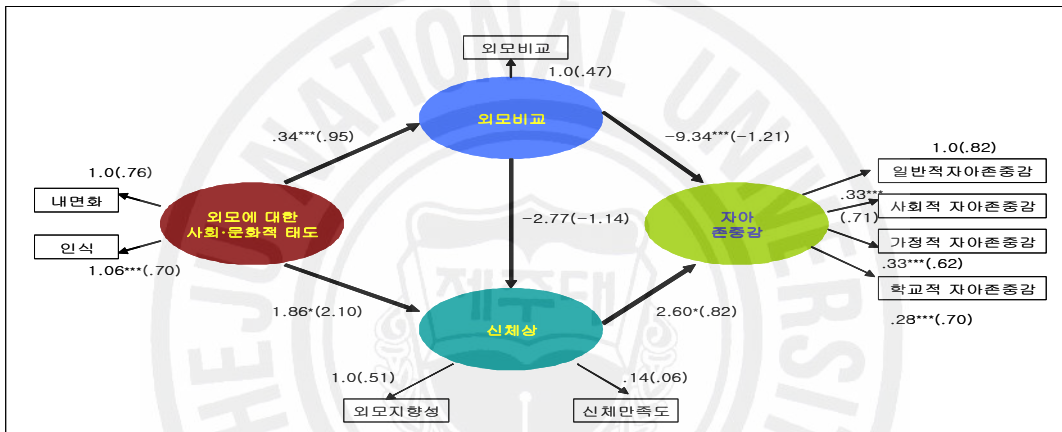 외모비교
1.0(.47)
외모비교
.34***(.95)
-9.34***(-1.21)
1.0(.82)
일반적자아존중감
1.0(.76)
내면화
외모에 대한
사회·문화적 태도
인식
1.06***(.70)
-2.77(-1.14)
자아
존중감
.33***
사회적 자아존중감
(.71)
가정적 자아존중감
.33***(.62)
학교적 자아존중감
.28***(.70)
1.86*(2.10)
신체상
2.60*(.82)
1.0(.51)
외모지향성
.14(.06)
신체만족도
제주대
JEJU NATIONAL UNIVERSITY